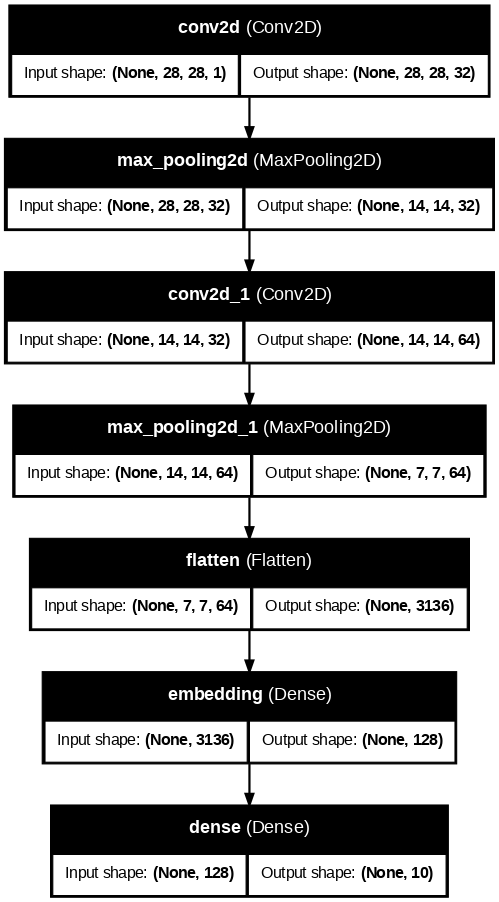 conv2d (Conv2D)
Input shape: (None, 28, 28, 1) Output shape: (None, 28, 28, 32)
max_pooling2d (MaxPooling2D)
Input shape: (None, 28, 28, 32) Output shape: (None, 14, 14, 32)
conv2d_1 (Conv2D)
Input shape: (None, 14, 14, 32) Output shape: (None, 14, 14, 64)
max_pooling2d_1 (MaxPooling2D)
Input shape: (None, 14, 14, 64) Output shape: (None, 7, 7, 64)
flatten (Flatten)
Input shape: (None, 7, 7, 64) Output shape: (None, 3136)
embedding (Dense)
Input shape: (None, 3136) Output shape: (None, 128)
dense (Dense)
Input shape: (None, 128) Output shape: (None, 10)